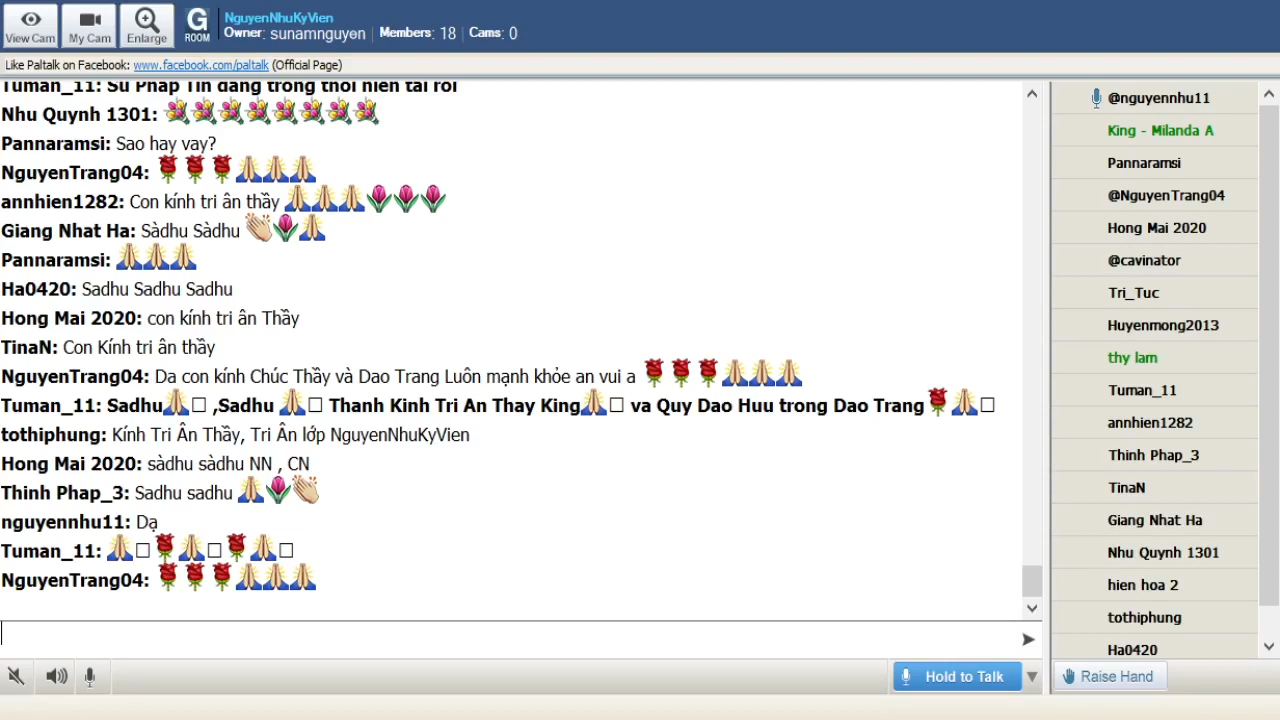 View Cam
My Cam
Enlarge
G
ROOM
NguyenNhuKyVien
Owner: sunamnguyen | Members: 18 | Cams: 0
Like Paltalk on Facebook: www.facebook.com/paltalk (Official Page)
Tuman_11: Su Phap Tin dang trong thoi hien tai roi
Nhu Quynh 1301:
Pannaramsi: Sao hay vay?
NguyenTrang04:
annhien1282: Con kính tri ân thầy
Giang Nhat Ha: Sàdhu Sàdhu
Pannaramsi:
Ha0420: Sadhu Sadhu Sadhu
Hong Mai 2020: con kính tri ân Thầy
TinaN: Con Kính tri ân thầy
NguyenTrang04: Da con kính Chúc Thầy và Dao Trang Luôn mạnh khỏe an vui a
Tuman_11: Sadhu ,Sadhu Thanh Kinh Tri An Thay King va Quy Dao Huu trong Dao Trang
tothiphung: Kính Tri Ân Thầy, Tri Ân lớp NguyenNhuKyVien
Hong Mai 2020: sàdhu sàdhu NN , CN
Thinh Phap_3: Sadhu sadhu
nguyennhu11: Dạ
Tuman_11:
NguyenTrang04:
Hold to Talk
@nguyennhu11
King - Milanda A
Pannaramsi
@NguyenTrang04
Hong Mai 2020
@cavinator
Tri_Tuc
Huyenmong2013
thy lam
Tuman_11
annhien1282
Thinh Phap_3
TinaN
Giang Nhat Ha
Nhu Quynh 1301
hien hoa 2
tothiphung
Ha0420
Raise Hand